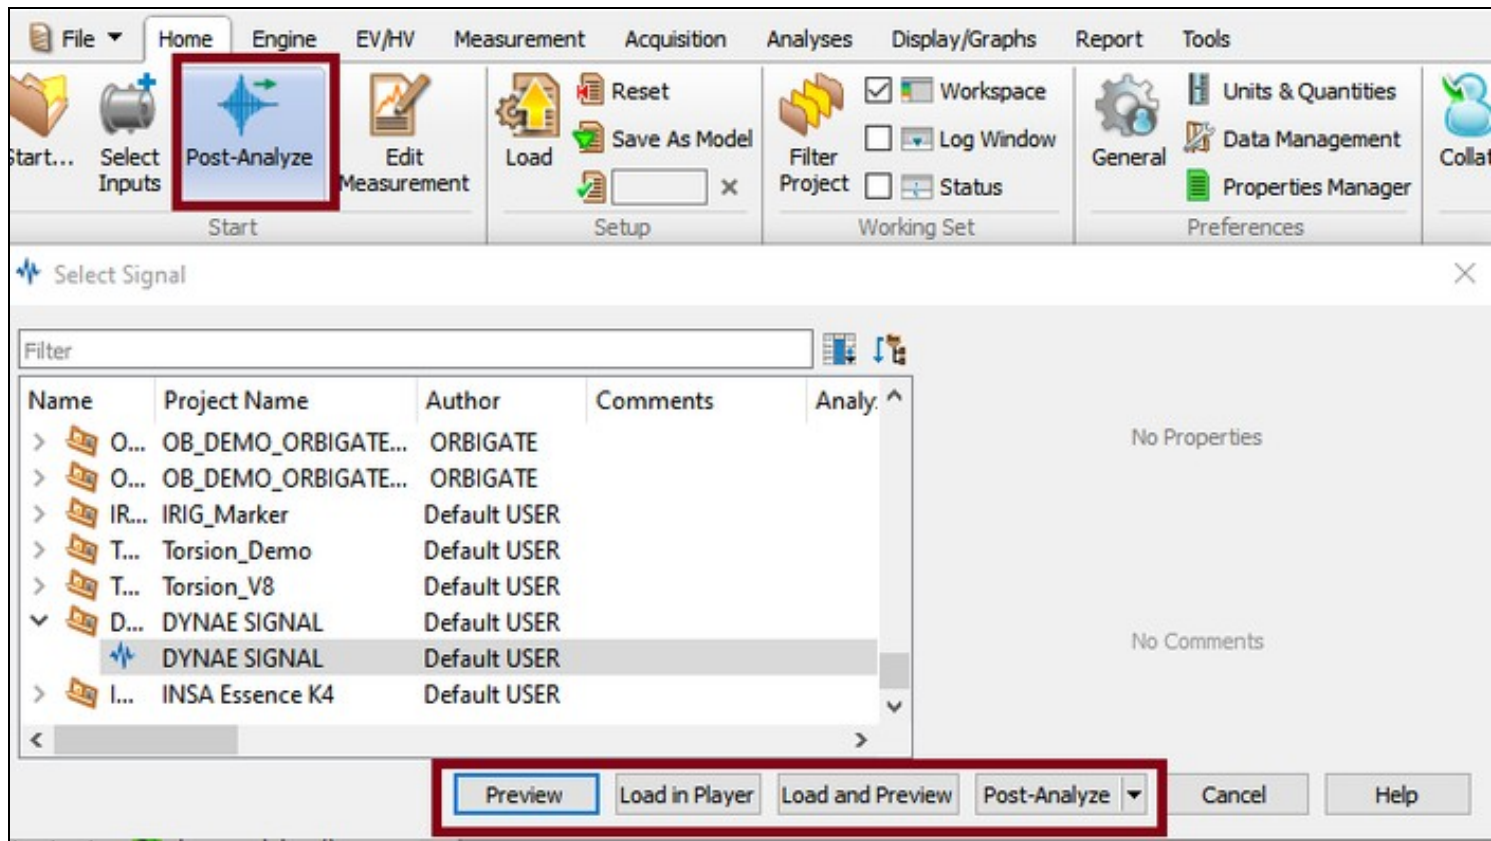 File Home Engine EV/HV Measurement Acquisition Analyses Display/Graphs Report Tools
Start... Select Inputs Post-Analyze Edit Measurement
Load Reset
Save As Model
Filter Project Workspace
Log Window
Status
General Units & Quantities
Data Management
Properties Manager
Start Setup Working Set Preferences
Select Signal
Filter
Name Project Name Author Comments Analy
O... OB_DEMO_ORBIGATE... ORBIGATE
O... OB_DEMO_ORBIGATE... ORBIGATE
IR... IRIG_Marker Default USER
T... Torsion_Demo Default USER
T... Torsion_V8 Default USER
D... DYNAE SIGNAL Default USER
DYNAE SIGNAL Default USER
I... INSA Essence K4 Default USER
No Properties
No Comments
Preview Load in Player Load and Preview Post-Analyze Cancel Help